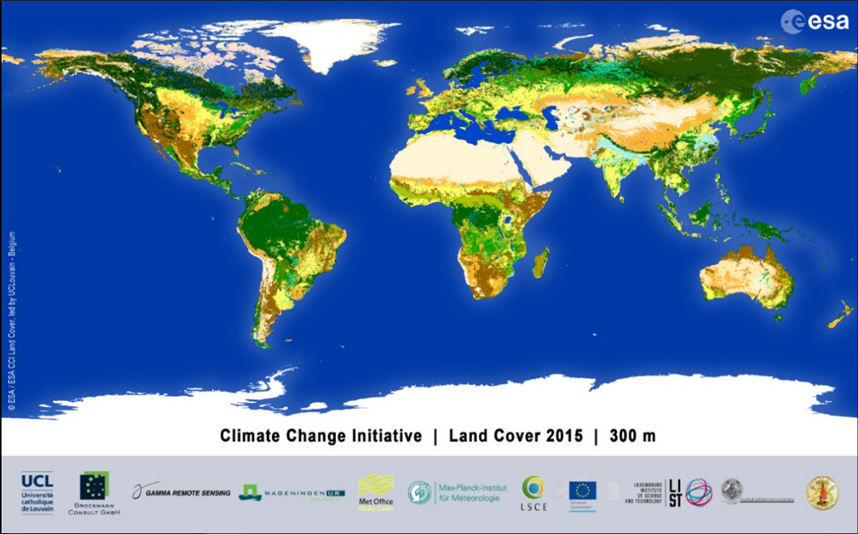 esa
© ESA / ESA CCI Land Cover, led by UCLouvain - Belgium
Climate Change Initiative | Land Cover 2015 | 300 m
UCL
Université
catholique
de Louvain
BROCKMANN
CONSULT GMBH
GAMMA REMOTE SENSING
WAGENINGEN UR
Met Office
Hadley Centre
Max-Planck-Institut
für Meteorologie
LSCE
European
Commission
LUXEMBOURG
INSTITUTE
OF SCIENCE
AND TECHNOLOGY
LI
ST